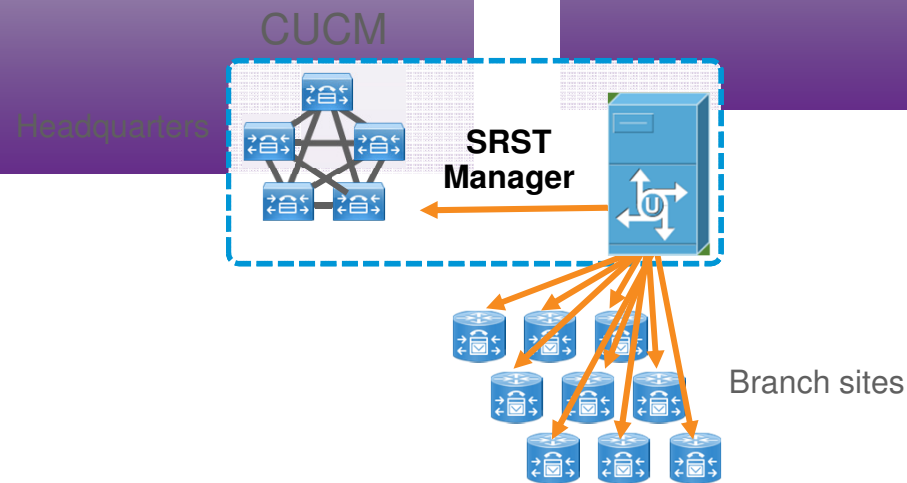 CUCM
Headquarters
SRST
Manager
U
Branch sites